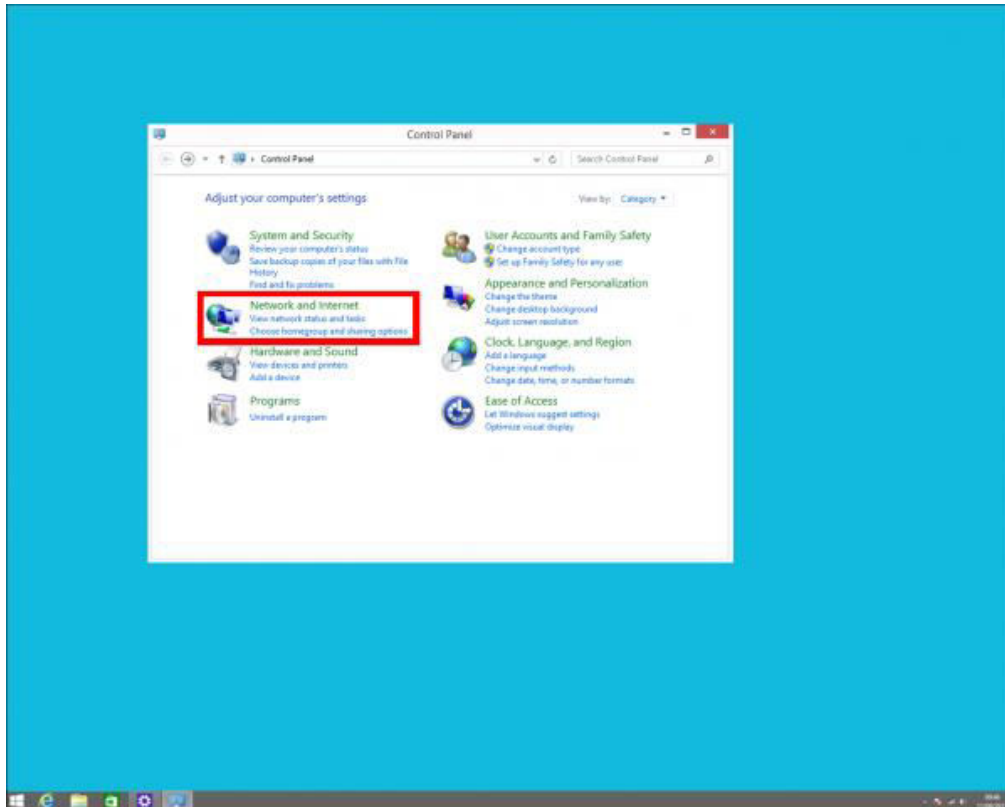 Control Panel
Control Panel
Search Control Panel
Adjust your computer's settings
View by: Category
System and Security
Review your computer's status
Save backup copies of your files with File
History
Find and fix problems
Network and Internet
View network status and tasks
Choose homegroup and sharing options
Hardware and Sound
View devices and printers
Add a device
Programs
Uninstall a program
User Accounts and Family Safety
Change account type
Set up Family Safety for any user
Appearance and Personalization
Change the theme
Change desktop background
Adjust screen resolution
Clock, Language, and Region
Add a language
Change input methods
Change date, time, or number formats
Ease of Access
Let Windows suggest settings
Optimize visual display